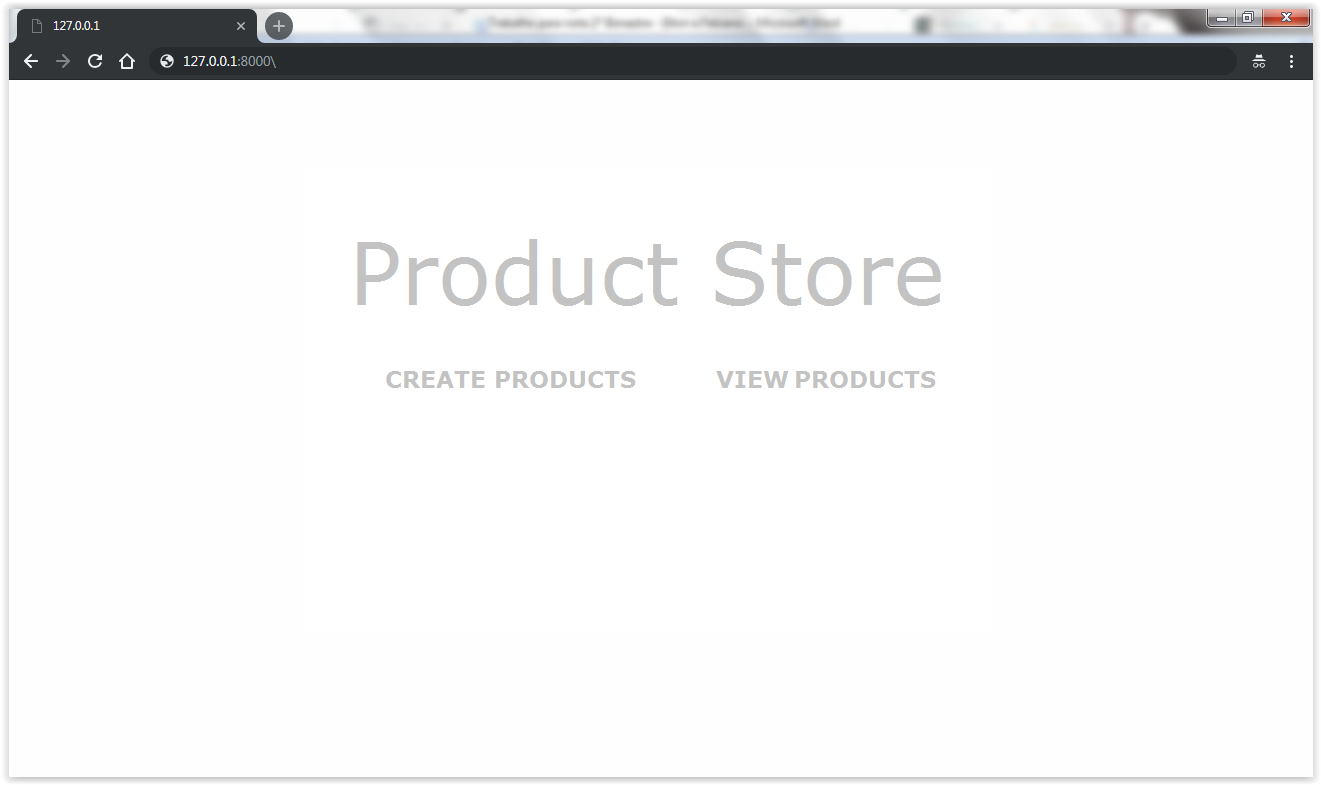 127.0.0.1
127.0.0.1:8000\
Product Store
CREATE PRODUCTS VIEW PRODUCTS